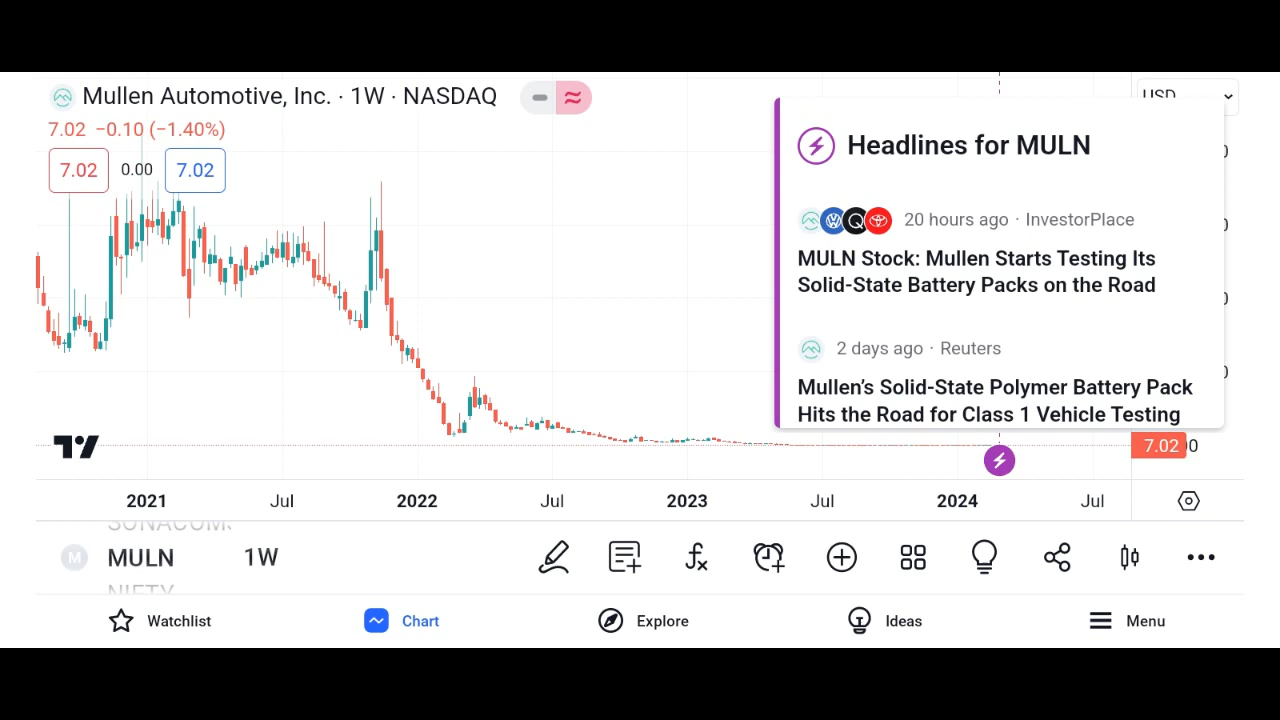 Mullen Automotive, Inc. · 1W · NASDAQ
USD
7.02 −0.10 (−1.40%)
7.02 0.00 7.02
Headlines for MULN
20 hours ago · InvestorPlace
MULN Stock: Mullen Starts Testing Its
Solid-State Battery Packs on the Road
2 days ago · Reuters
Mullen’s Solid-State Polymer Battery Pack
Hits the Road for Class 1 Vehicle Testing
7.02
2021 Jul 2022 Jul 2023 Jul 2024 Jul
M MULN 1W
NIFTY
Watchlist Chart Explore Ideas Menu